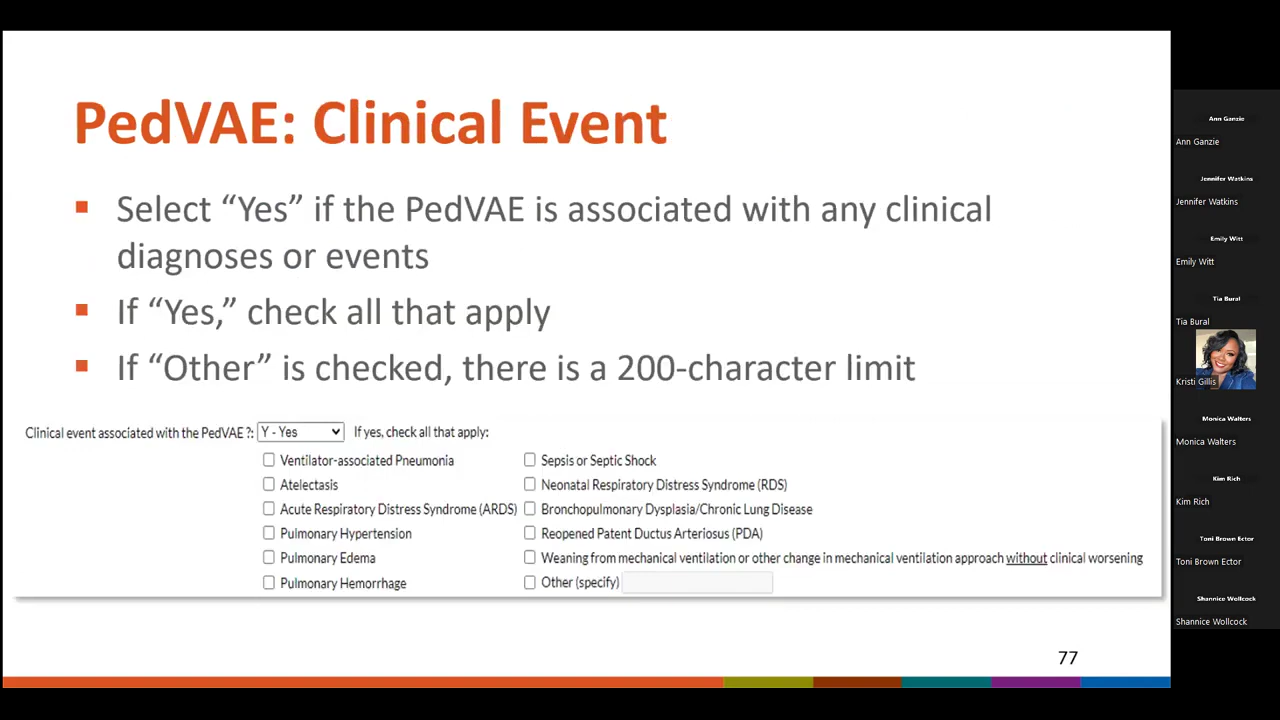 PedVAE: Clinical Event
Select “Yes” if the PedVAE is associated with any clinical
diagnoses or events
If “Yes,” check all that apply
If “Other” is checked, there is a 200-character limit
Clinical event associated with the PedVAE ?: Y - Yes If yes, check all that apply:
Ventilator-associated Pneumonia Sepsis or Septic Shock
Atelectasis Neonatal Respiratory Distress Syndrome (RDS)
Acute Respiratory Distress Syndrome (ARDS) Bronchopulmonary Dysplasia/Chronic Lung Disease
Pulmonary Hypertension Reopened Patent Ductus Arteriosus (PDA)
Pulmonary Edema Weaning from mechanical ventilation or other change in mechanical ventilation approach without clinical worsening
Pulmonary Hemorrhage Other (specify)
77
Ann Ganzie
Ann Ganzie
Jennifer Watkins
Jennifer Watkins
Emily Witt
Emily Witt
Tia Bural
Tia Bural
Kristi Gillis
Monica Walters
Monica Walters
Kim Rich
Kim Rich
Toni Brown Ector
Toni Brown Ector
Shannice Wollcock
Shannice Wollcock